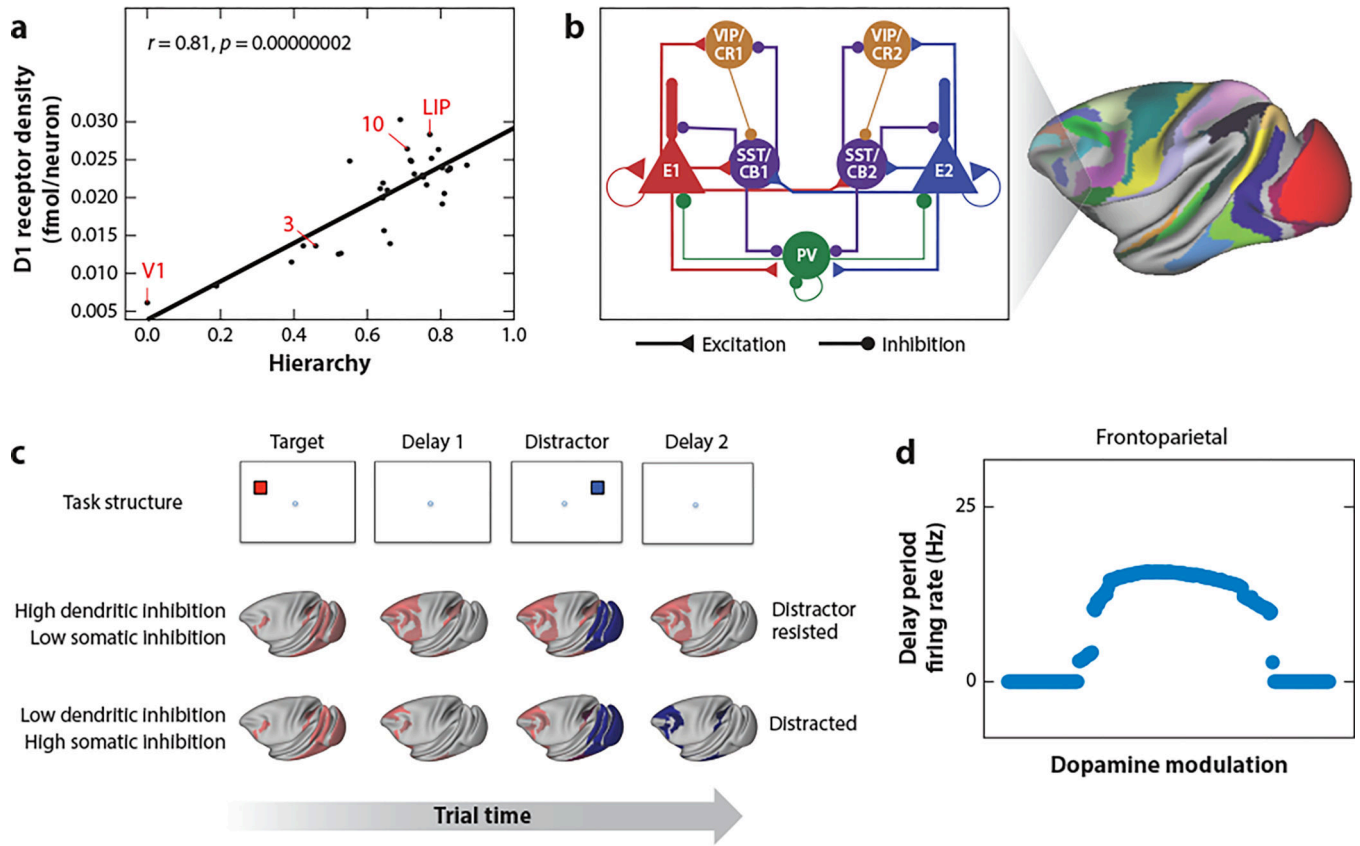 a
r = 0.81, p = 0.00000002
D1 receptor density
(fmol/neuron)
0.030
0.025
0.020
0.015
0.010
0.005
LIP
10
3
V1
0.0
0.2
0.4
0.6
0.8
1.0
Hierarchy
b
VIP/
CR1
VIP/
CR2
E1
SST/
CB1
SST/
CB2
E2
PV
Excitation
Inhibition
c
Target
Delay 1
Distractor
Delay 2
Task structure
High dendritic inhibition
Low somatic inhibition
Distractor
resisted
Low dendritic inhibition
High somatic inhibition
Distracted
Trial time
d
Frontoparietal
Delay period
firing rate (Hz)
25
0
Dopamine modulation